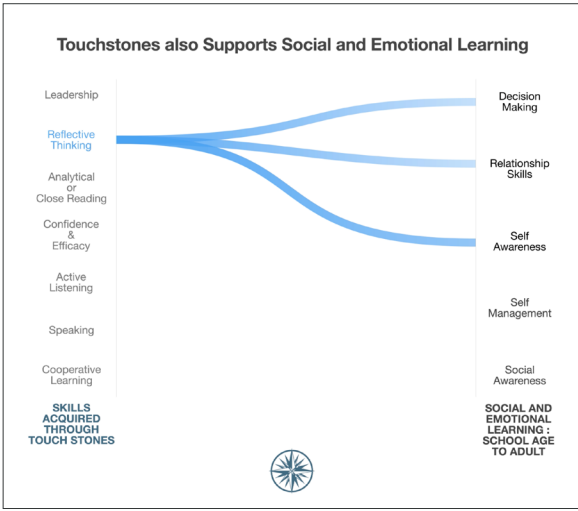 Touchstones also Supports Social and Emotional Learning
Leadership
Reflective
Thinking
Analytical
or
Close Reading
Confidence
&
Efficacy
Active
Listening
Speaking
Cooperative
Learning
SKILLS
ACQUIRED
THROUGH
TOUCH STONES
Decision
Making
Relationship
Skills
Self
Awareness
Self
Management
Social
Awareness
SOCIAL AND
EMOTIONAL
LEARNING :
SCHOOL AGE
TO ADULT